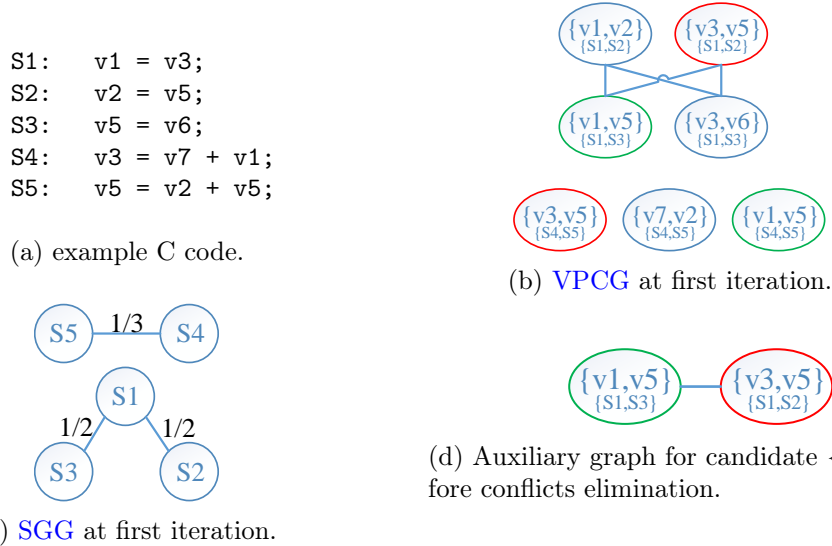 S1: v1 = v3;
S2: v2 = v5;
S3: v5 = v6;
S4: v3 = v7 + v1;
S5: v5 = v2 + v5;
(a) example C code.
{v1,v2}
{S1,S2}
{v3,v5}
{S1,S2}
{v1,v5}
{S1,S3}
{v3,v6}
{S1,S3}
{v3,v5}
{S4,S5}
{v7,v2}
{S4,S5}
{v1,v5}
{S4,S5}
(b) VPCG at first iteration.
S5
1/3
S4
S1
1/2
1/2
S3
S2
) SGG at first iteration.
{v1,v5}
{S1,S3}
{v3,v5}
{S1,S2}
(d) Auxiliary graph for candidate
fore conflicts elimination.